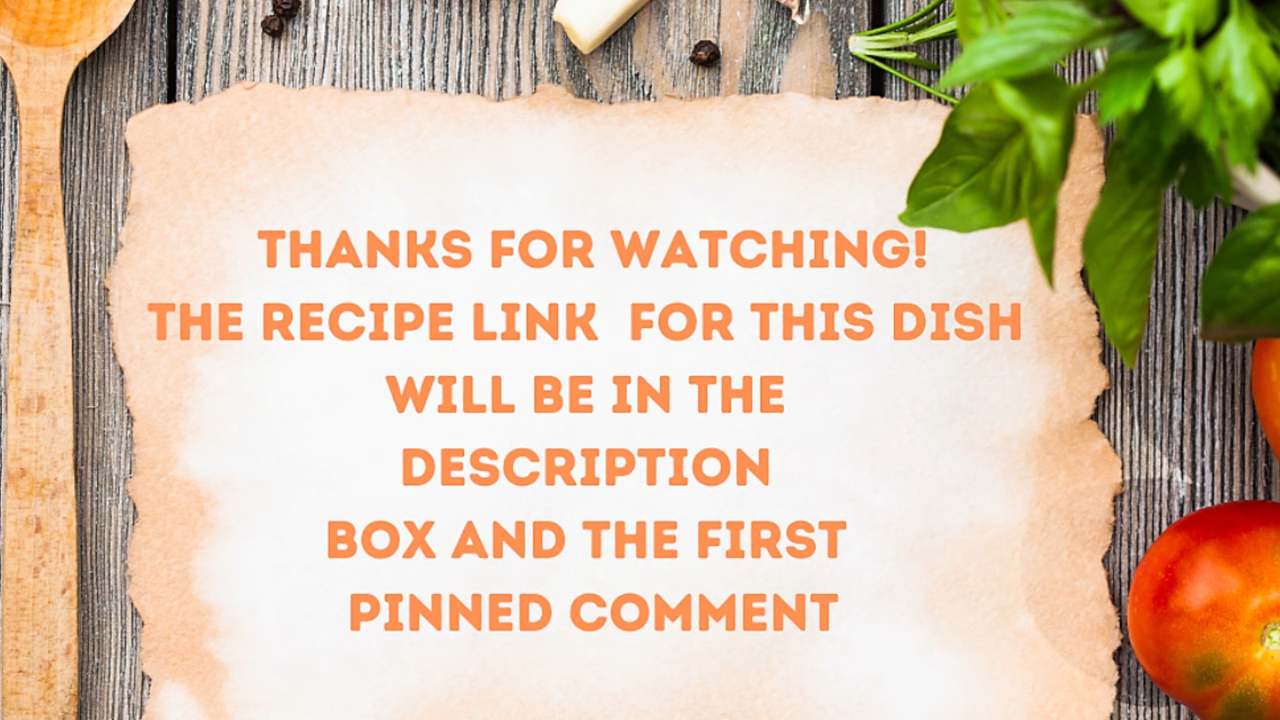 THANKS FOR WATCHING!
THE RECIPE LINK FOR THIS DISH
WILL BE IN THE
DESCRIPTION
BOX AND THE FIRST
PINNED COMMENT